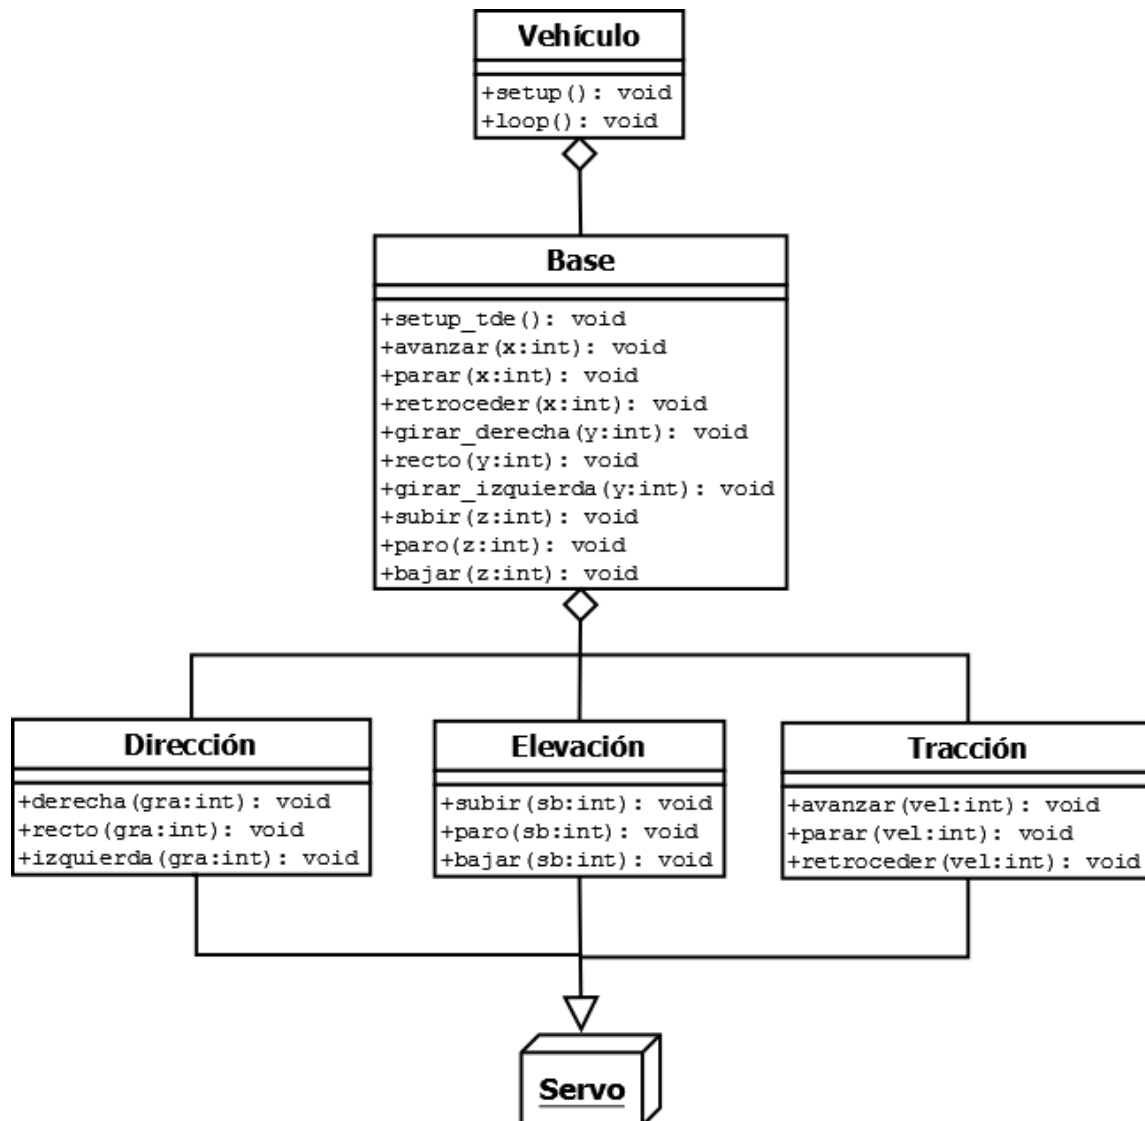 Vehículo
+setup(): void
+loop(): void
Base
+setup_tde(): void
+avanzar(x:int): void
+parar(x:int): void
+retroceder(x:int): void
+girar_derecha(y:int): void
+recto(y:int): void
+girar_izquierda(y:int): void
+subir(z:int): void
+paro(z:int): void
+bajar(z:int): void
Dirección
+derecha(gra:int): void
+recto(gra:int): void
+izquierda(gra:int): void
Elevación
+subir(sb:int): void
+paro(sb:int): void
+bajar(sb:int): void
Tracción
+avanzar(vel:int): void
+parar(vel:int): void
+retroceder(vel:int): void
Servo